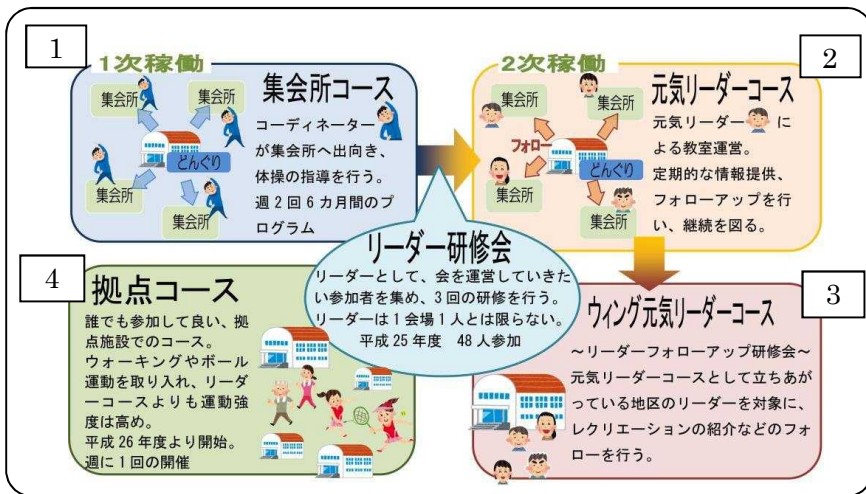 1
1次稼働
集会所コース
集会所
集会所
集会所
集会所
どんぐり
コーディネーター
が集会所へ出向き、
体操の指導を行う。
週2回6カ月間のプ
ログラム
2
2次稼働
元気リーダーコース
集会所
集会所
集会所
集会所
フォロー
どんぐり
元気リーダー によ
る教室運営。
定期的な情報提供、
フォローアップを行
い、継続を図る。
リーダー研修会
リーダーとして、会を運営していきた
い参加者を集め、3回の研修を行う。
リーダーは1会場1人とは限らない。
平成25年度 48人参加
3
ウィング元気リーダーコース
～リーダーフォローアップ研修会～
元気リーダーコースとして立ちあが
っている地区のリーダーを対象に、
レクリエーションの紹介などのフォ
ローを行う。
4
拠点コース
誰でも参加して良い、拠
点施設でのコース。
ウォーキングやボール
運動を取り入れ、リーダ
ーコースよりも運動強
度は高め。
平成26年度より開始。
週に1回の開催